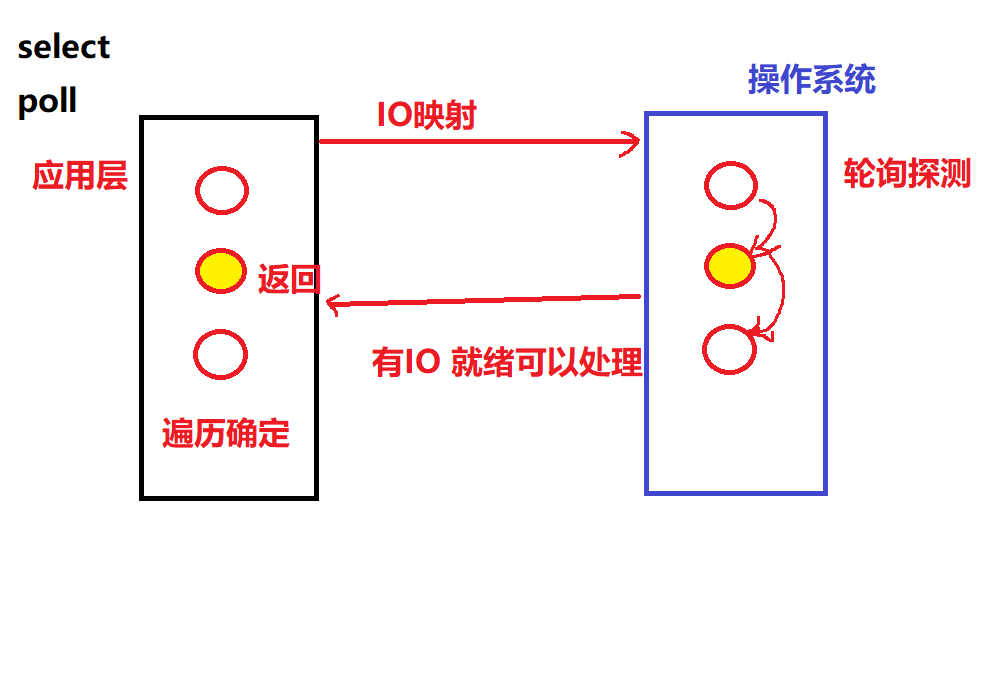 select
poll
操作系统
IO映射
应用层
轮询探测
返回
有IO 就绪可以处理
遍历确定